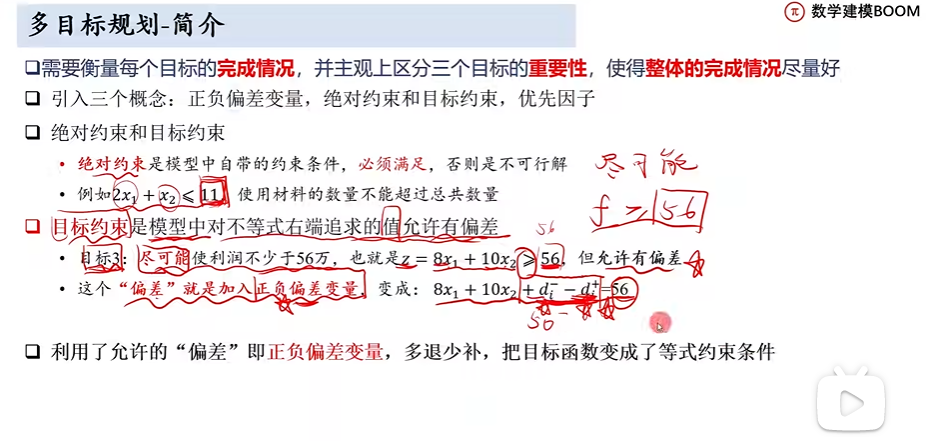 多目标规划-简介
数学建模BOOM
❑需要衡量每个目标的完成情况，并主观上区分三个目标的重要性，使得整体的完成情况尽量好
❑ 引入三个概念：正负偏差变量，绝对约束和目标约束，优先因子
❑ 绝对约束和目标约束
• 绝对约束是模型中自带的约束条件，必须满足，否则是不可行解
尽可能
• 例如2x₁ + x₂ ⩽ 11，使用材料的数量不能超过总共数量
f ≥ 56
❑ 目标约束是模型中对不等式右端追求的值允许有偏差
56
• 目标3：尽可能使利润不少于56万，也就是z = 8x₁ + 10x₂ ⩾ 56，但允许有偏差
• 这个“偏差”就是加入正负偏差变量，变成：8x₁ + 10x₂ + dᵢ⁻ − dᵢ⁺ =56
50
❑ 利用了允许的“偏差”即正负偏差变量，多退少补，把目标函数变成了等式约束条件